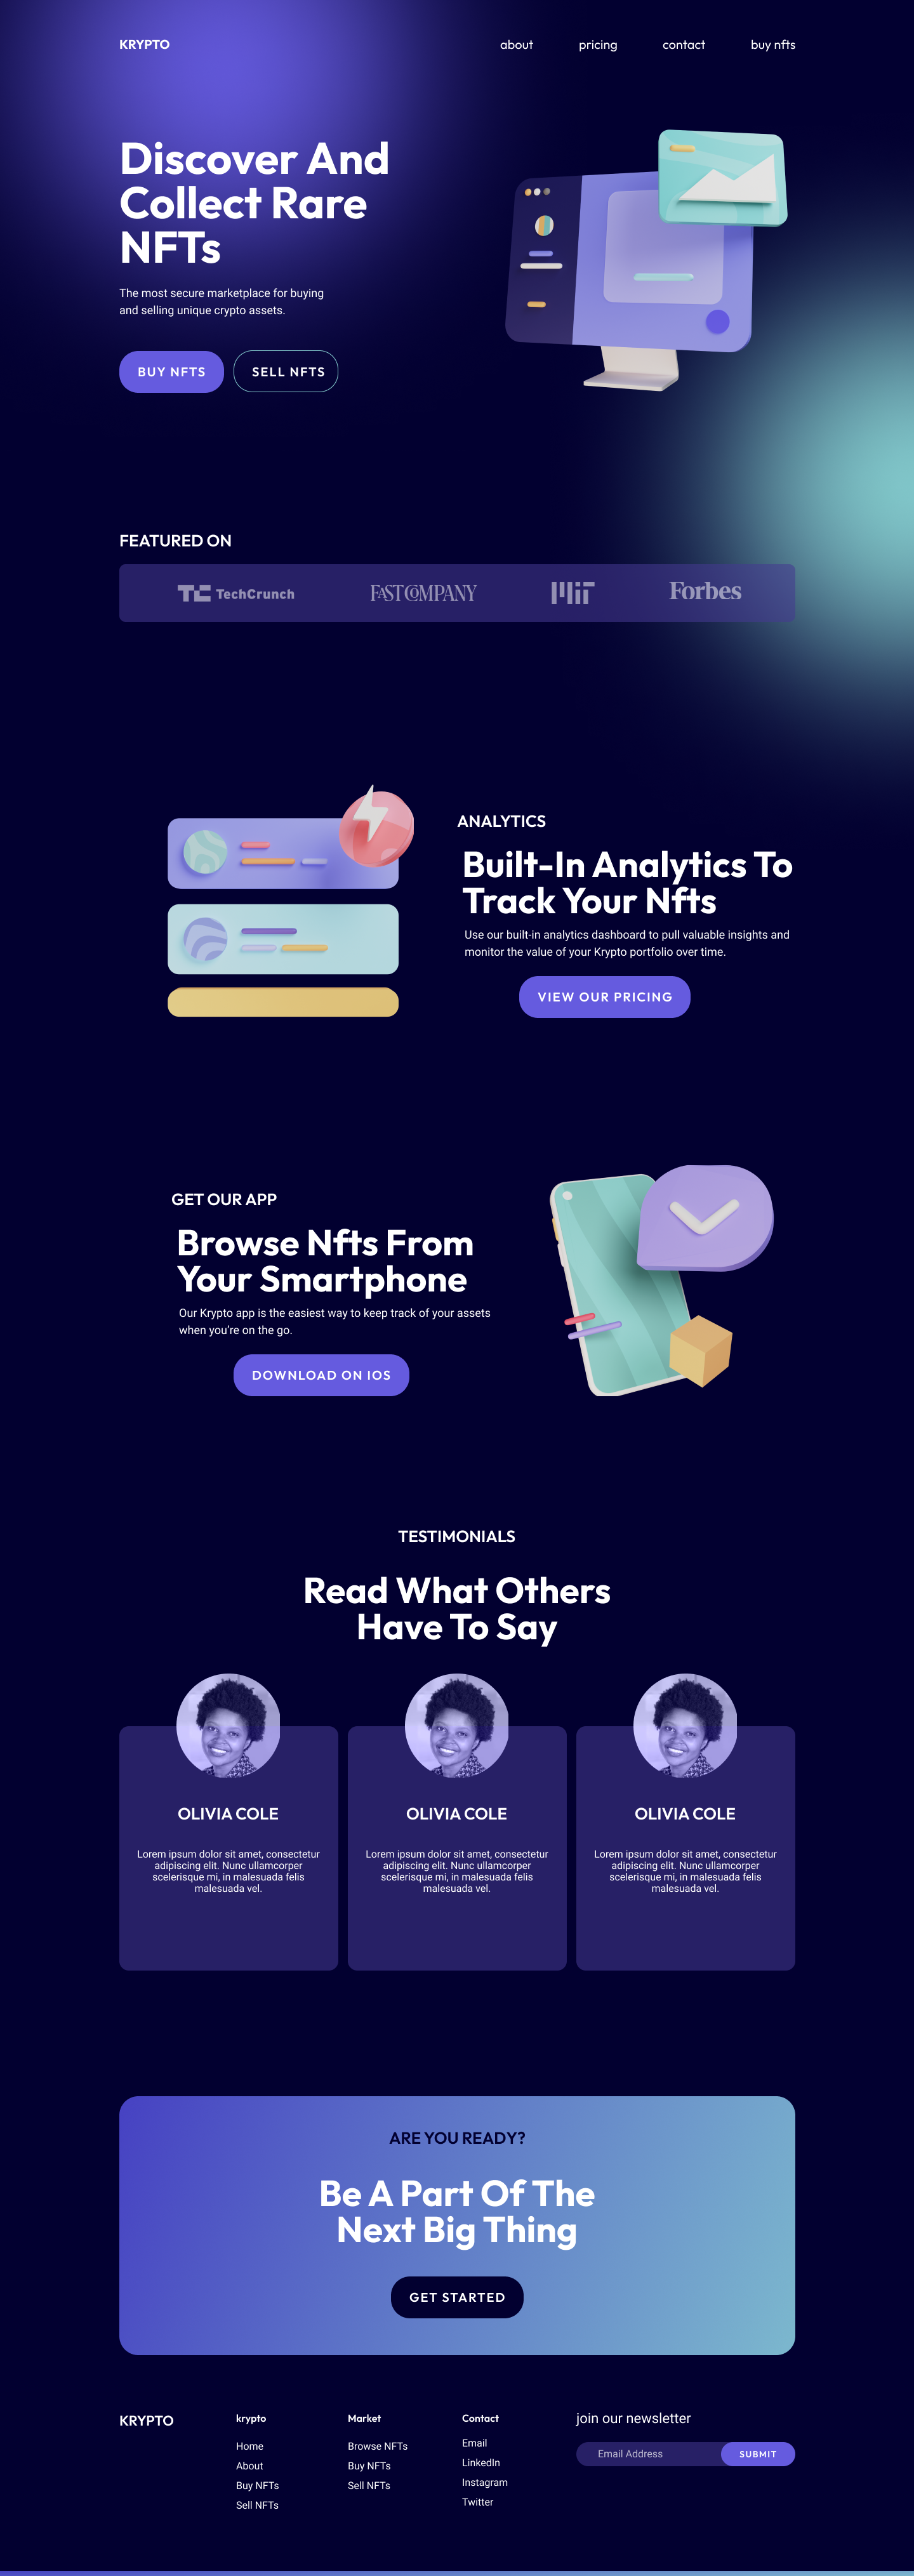 KRYPTO
about
pricing
contact
buy nfts
Discover And
Collect Rare
NFTs
The most secure marketplace for buying
and selling unique crypto assets.
BUY NFTS
SELL NFTS
FEATURED ON
TC TechCrunch
FAST COMPANY
MIT
Forbes
ANALYTICS
Built-In Analytics To
Track Your Nfts
Use our built-in analytics dashboard to pull valuable insights and
monitor the value of your Krypto portfolio over time.
VIEW OUR PRICING
GET OUR APP
Browse Nfts From
Your Smartphone
Our Krypto app is the easiest way to keep track of your assets
when you're on the go.
DOWNLOAD ON IOS
TESTIMONIALS
Read What Others
Have To Say
OLIVIA COLE
Lorem ipsum dolor sit amet, consectetur
adipiscing elit. Nunc ullamcorper
scelerisque mi, in malesuada felis
malesuada vel.
OLIVIA COLE
Lorem ipsum dolor sit amet, consectetur
adipiscing elit. Nunc ullamcorper
scelerisque mi, in malesuada felis
malesuada vel.
OLIVIA COLE
Lorem ipsum dolor sit amet, consectetur
adipiscing elit. Nunc ullamcorper
scelerisque mi, in malesuada felis
malesuada vel.
ARE YOU READY?
Be A Part Of The
Next Big Thing
GET STARTED
KRYPTO
krypto
Home
About
Buy NFTs
Sell NFTs
Market
Browse NFTs
Buy NFTs
Sell NFTs
Contact
Email
LinkedIn
Instagram
Twitter
join our newsletter
Email Address
SUBMIT